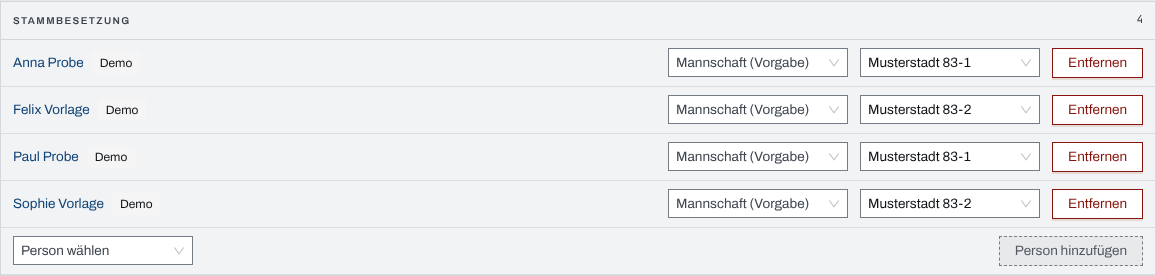 STAMMBESETZUNG 4
Anna Probe Demo Mannschaft (Vorgabe) Musterstadt 83-1 Entfernen
Felix Vorlage Demo Mannschaft (Vorgabe) Musterstadt 83-2 Entfernen
Paul Probe Demo Mannschaft (Vorgabe) Musterstadt 83-1 Entfernen
Sophie Vorlage Demo Mannschaft (Vorgabe) Musterstadt 83-2 Entfernen
Person wählen Person hinzufügen